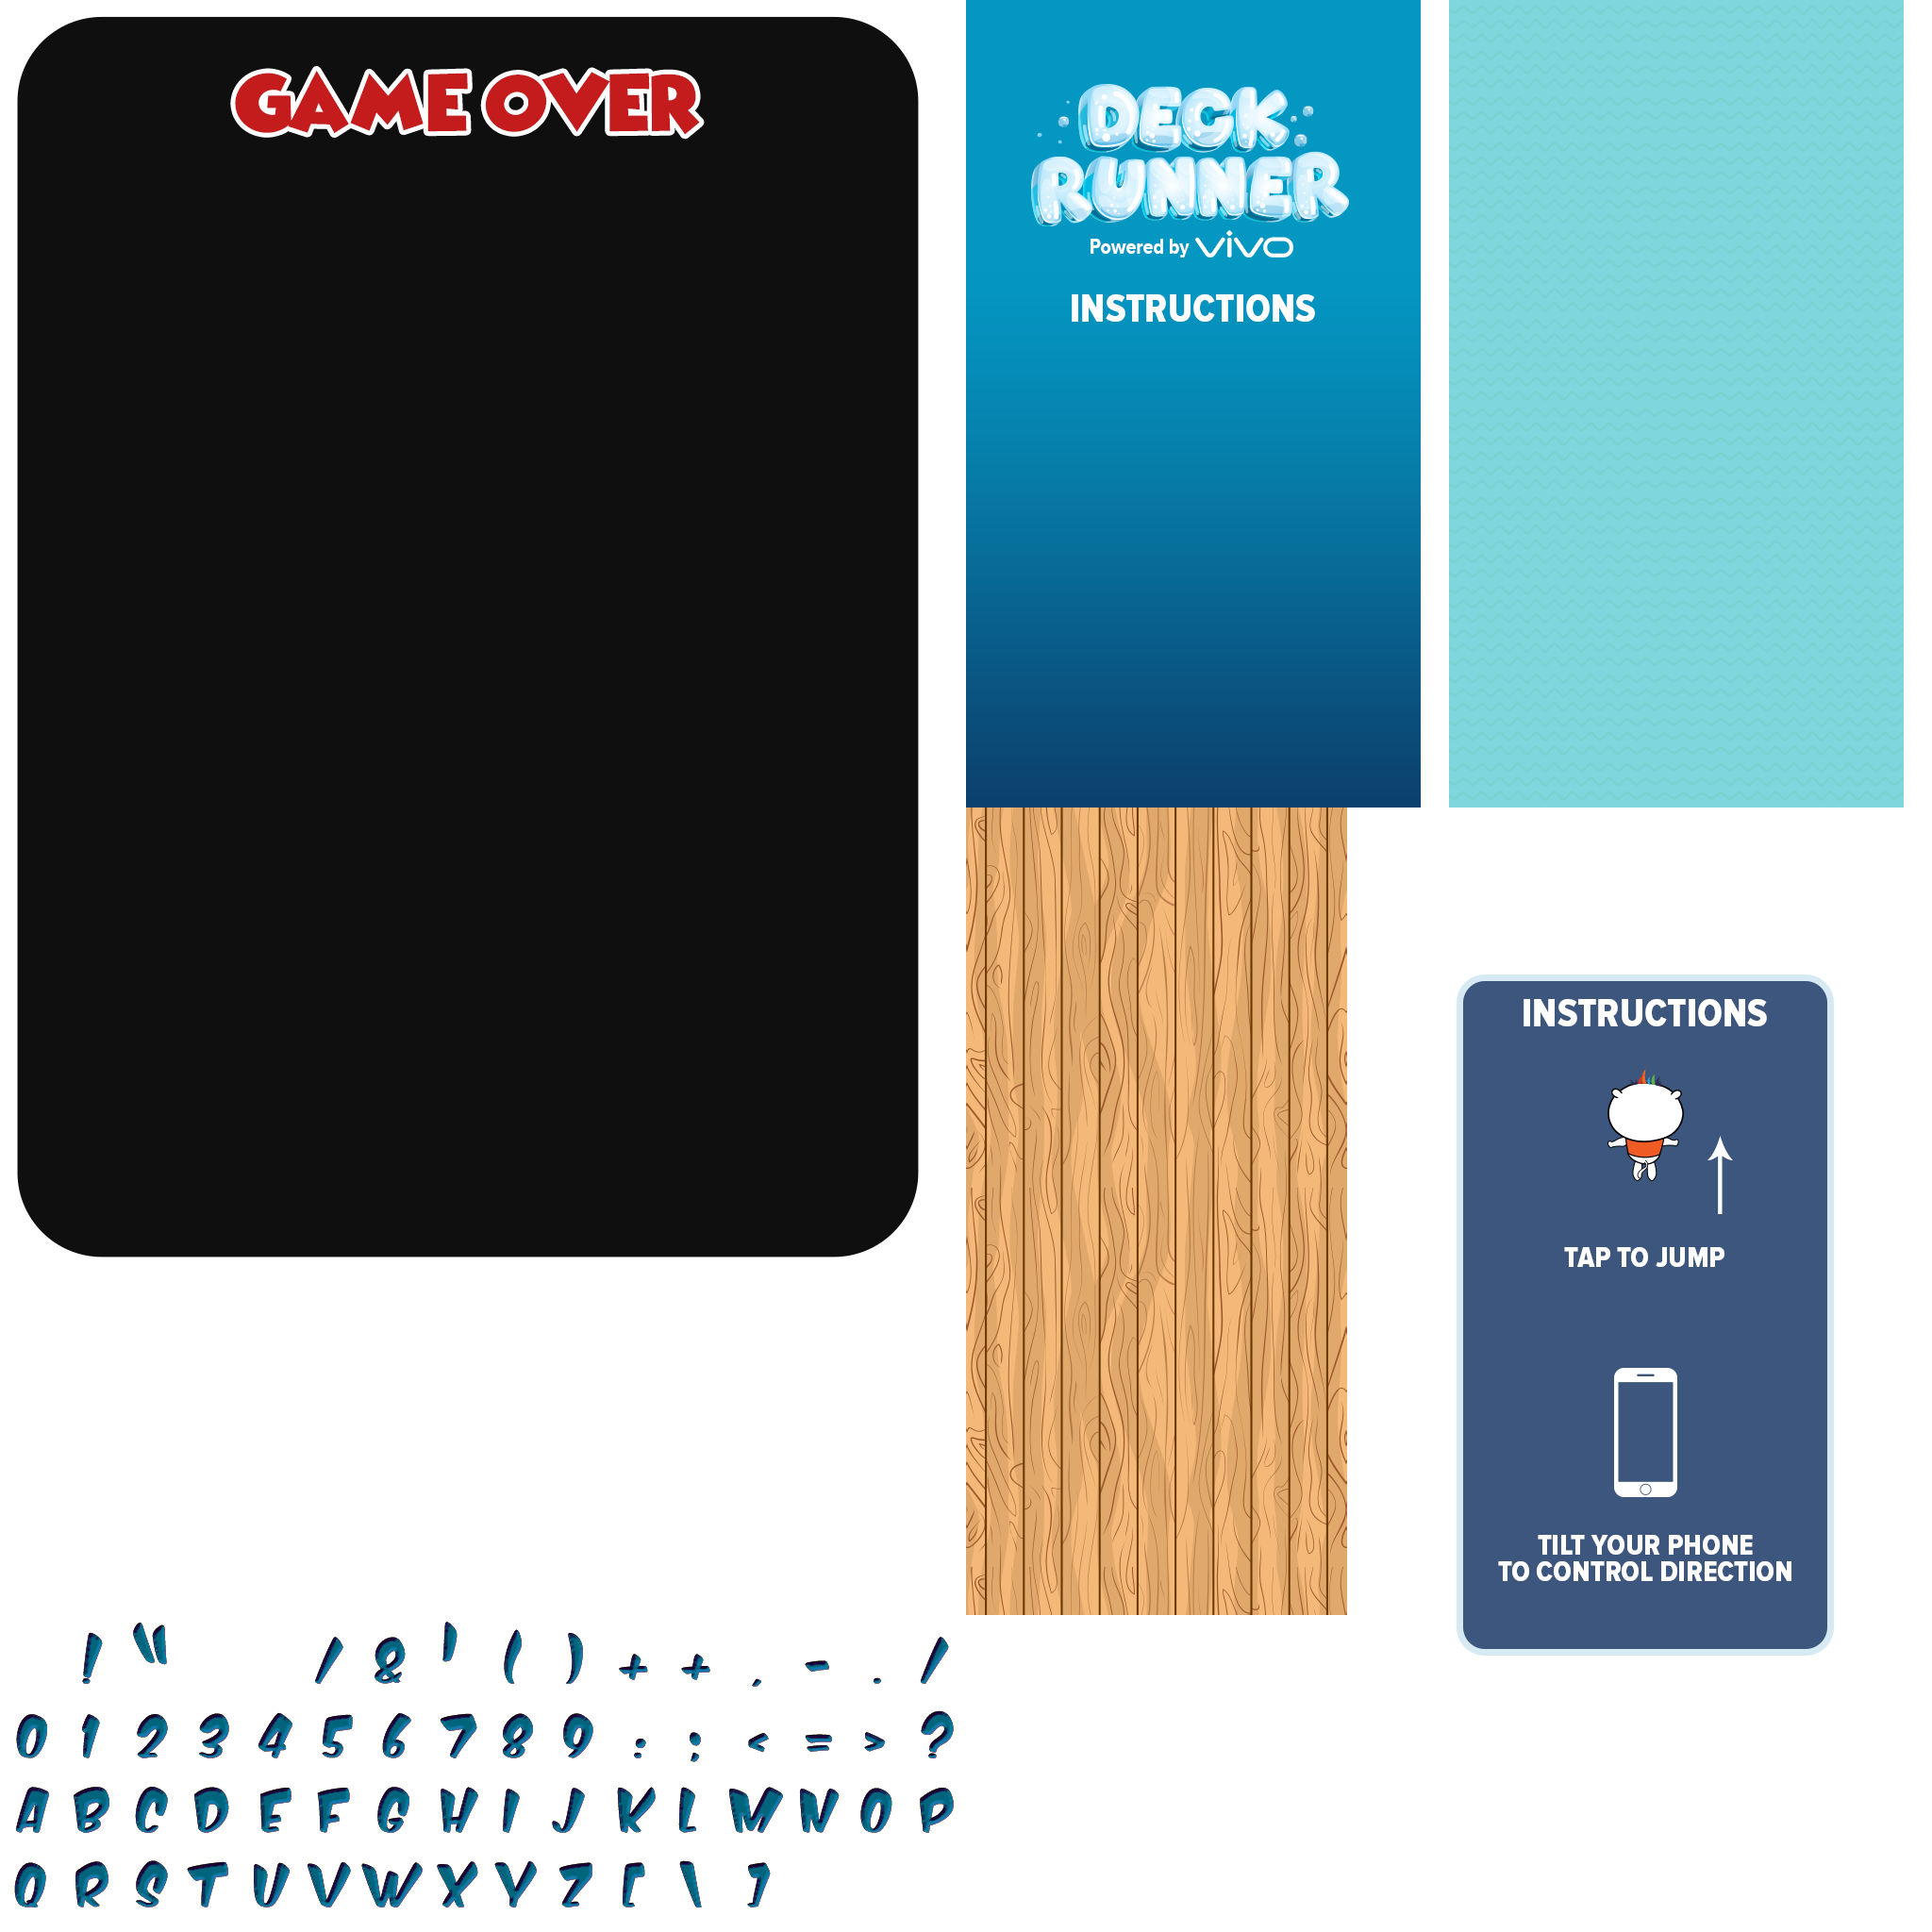 GAME OVER
DECK
RUNNER
Powered by vivo
INSTRUCTIONS
INSTRUCTIONS
TAP TO JUMP
TILT YOUR PHONE
TO CONTROL DIRECTION
! " / & ' ( ) + + , - . /
0 1 2 3 4 5 6 7 8 9 : ; < = > ?
A B C D E F G H I J K L M N O P
Q R S T U V W X Y Z [ \ ]